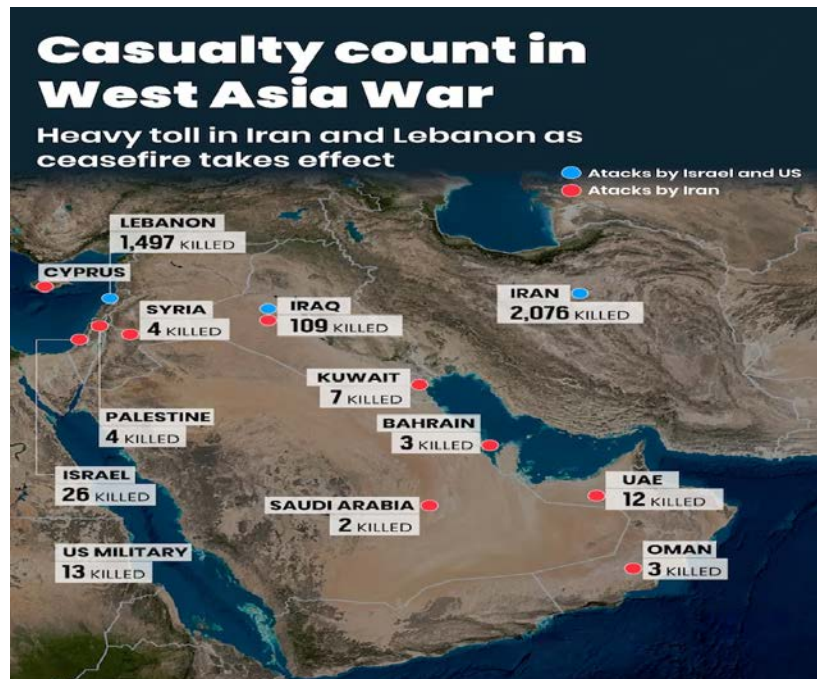 Casualty count in
West Asia War
Heavy toll in Iran and Lebanon as
ceasefire takes effect
Atacks by Israel and US
Attacks by Iran
LEBANON
1,497 KILLED
CYPRUS
SYRIA
4 KILLED
IRAQ
109 KILLED
IRAN
2,076 KILLED
KUWAIT
7 KILLED
PALESTINE
4 KILLED
BAHRAIN
3 KILLED
ISRAEL
26 KILLED
SAUDI ARABIA
2 KILLED
UAE
12 KILLED
US MILITARY
13 KILLED
OMAN
3 KILLED